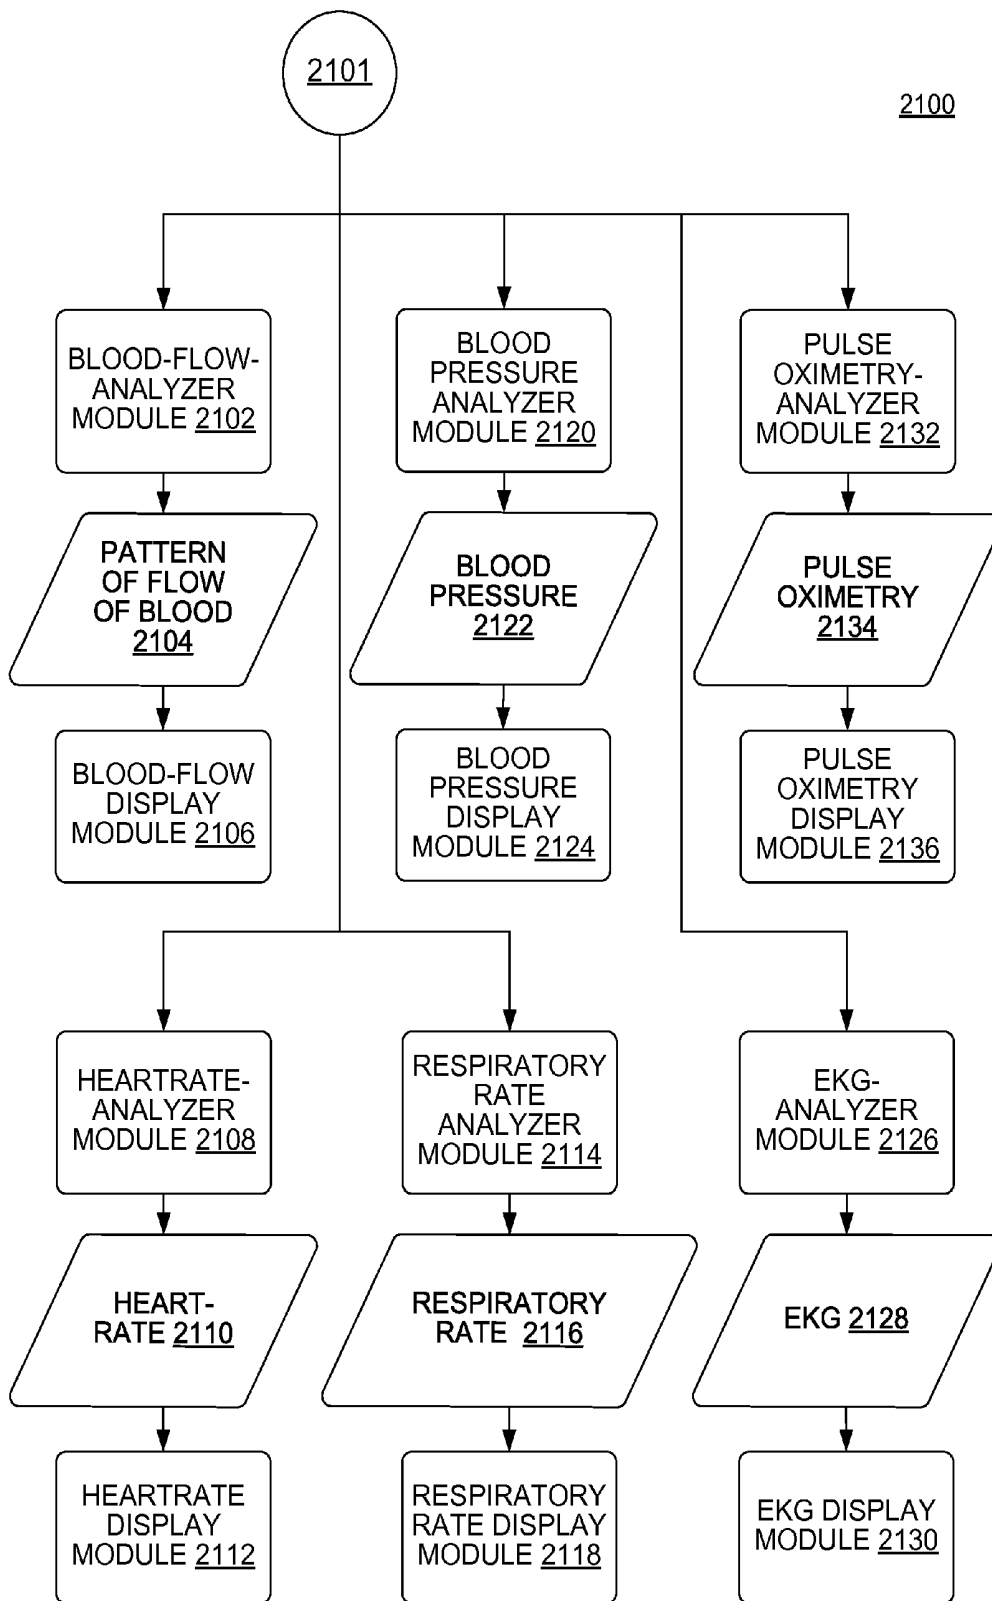 2101
2100
BLOOD-FLOW-
ANALYZER
MODULE 2102
BLOOD
PRESSURE
ANALYZER
MODULE 2120
PULSE
OXIMETRY-
ANALYZER
MODULE 2132
PATTERN
OF FLOW
OF BLOOD
2104
BLOOD
PRESSURE
2122
PULSE
OXIMETRY
2134
BLOOD-FLOW
DISPLAY
MODULE 2106
BLOOD
PRESSURE
DISPLAY
MODULE 2124
PULSE
OXIMETRY
DISPLAY
MODULE 2136
HEARTRATE-
ANALYZER
MODULE 2108
RESPIRATORY
RATE
ANALYZER
MODULE 2114
EKG-
ANALYZER
MODULE 2126
HEART-
RATE 2110
RESPIRATORY
RATE 2116
EKG 2128
HEARTRATE
DISPLAY
MODULE 2112
RESPIRATORY
RATE DISPLAY
MODULE 2118
EKG DISPLAY
MODULE 2130